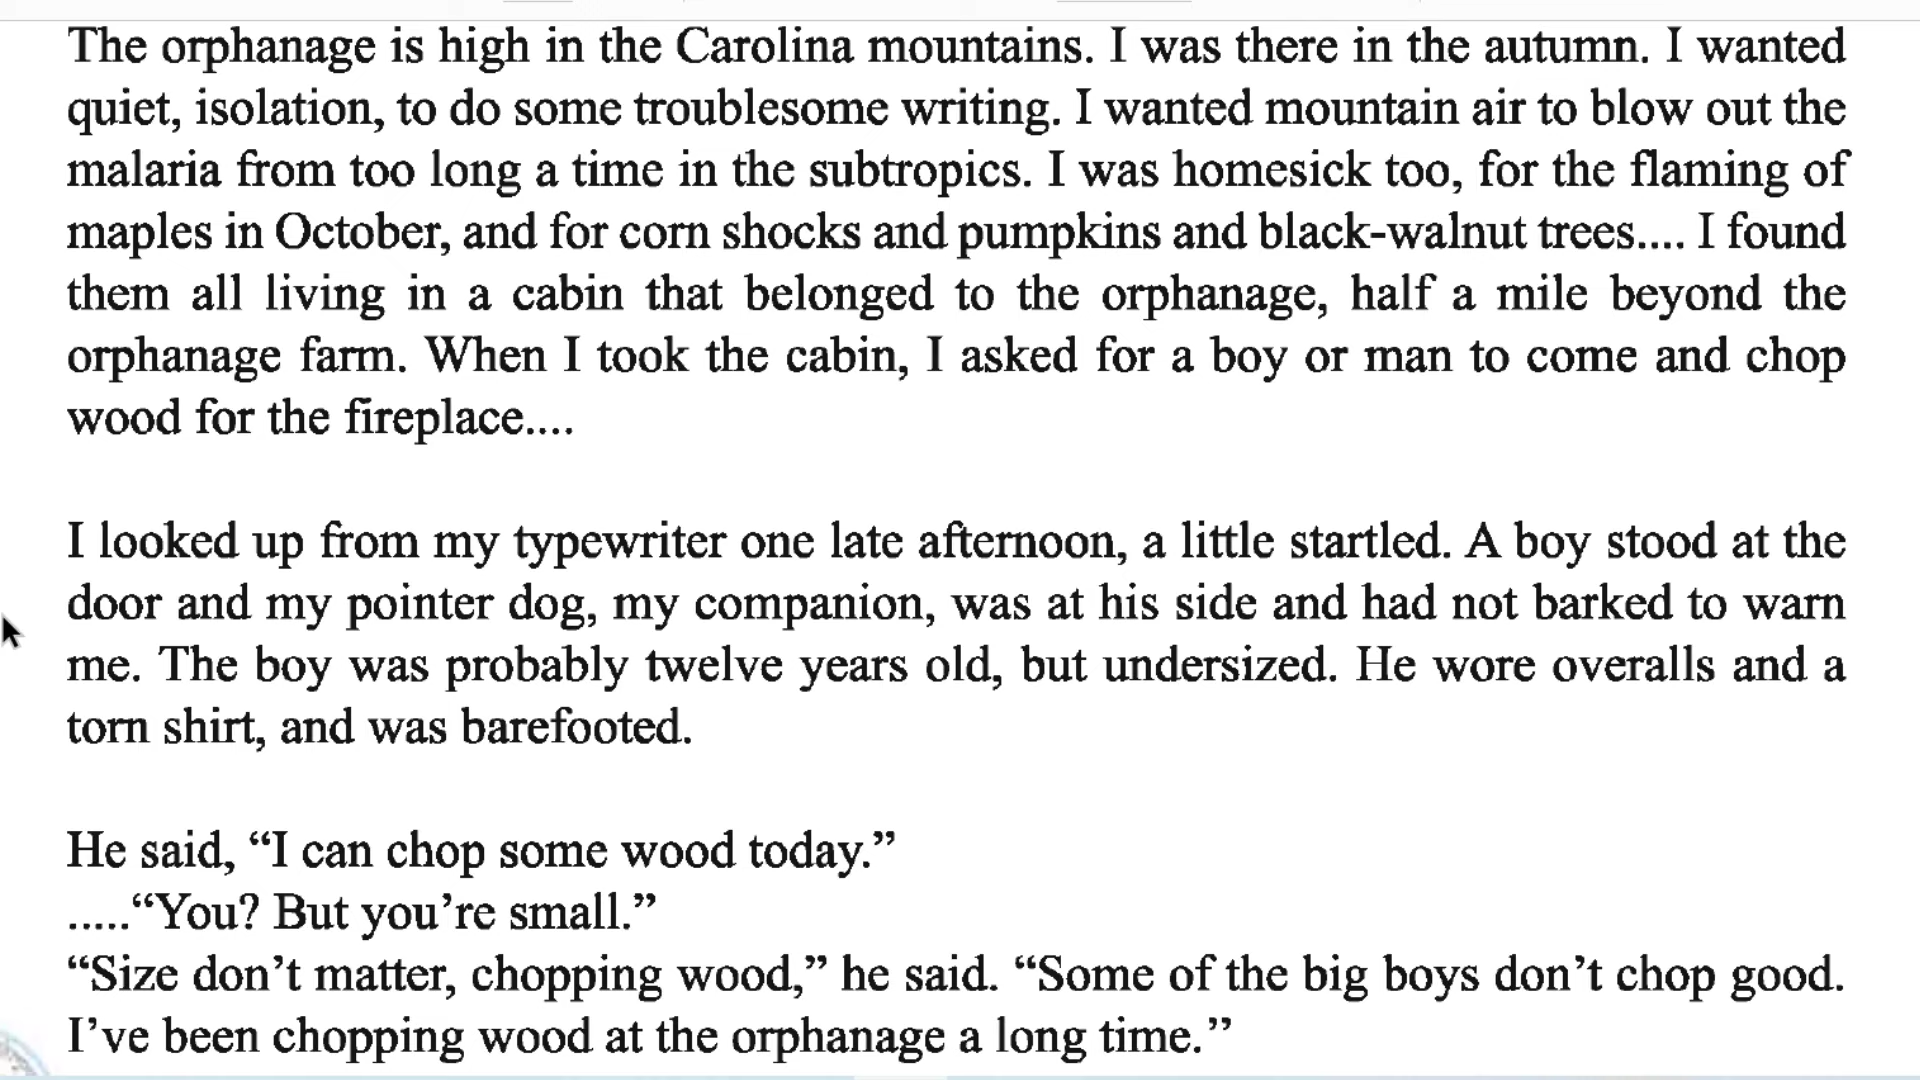 The orphanage is high in the Carolina mountains. I was there in the autumn. I wanted
quiet, isolation, to do some troublesome writing. I wanted mountain air to blow out the
malaria from too long a time in the subtropics. I was homesick too, for the flaming of
maples in October, and for corn shocks and pumpkins and black-walnut trees.... I found
them all living in a cabin that belonged to the orphanage, half a mile beyond the
orphanage farm. When I took the cabin, I asked for a boy or man to come and chop
wood for the fireplace....
I looked up from my typewriter one late afternoon, a little startled. A boy stood at the
door and my pointer dog, my companion, was at his side and had not barked to warn
me. The boy was probably twelve years old, but undersized. He wore overalls and a
torn shirt, and was barefooted.
He said, “I can chop some wood today.”
.....“You? But you’re small.”
“Size don’t matter, chopping wood,” he said. “Some of the big boys don’t chop good.
I’ve been chopping wood at the orphanage a long time.”